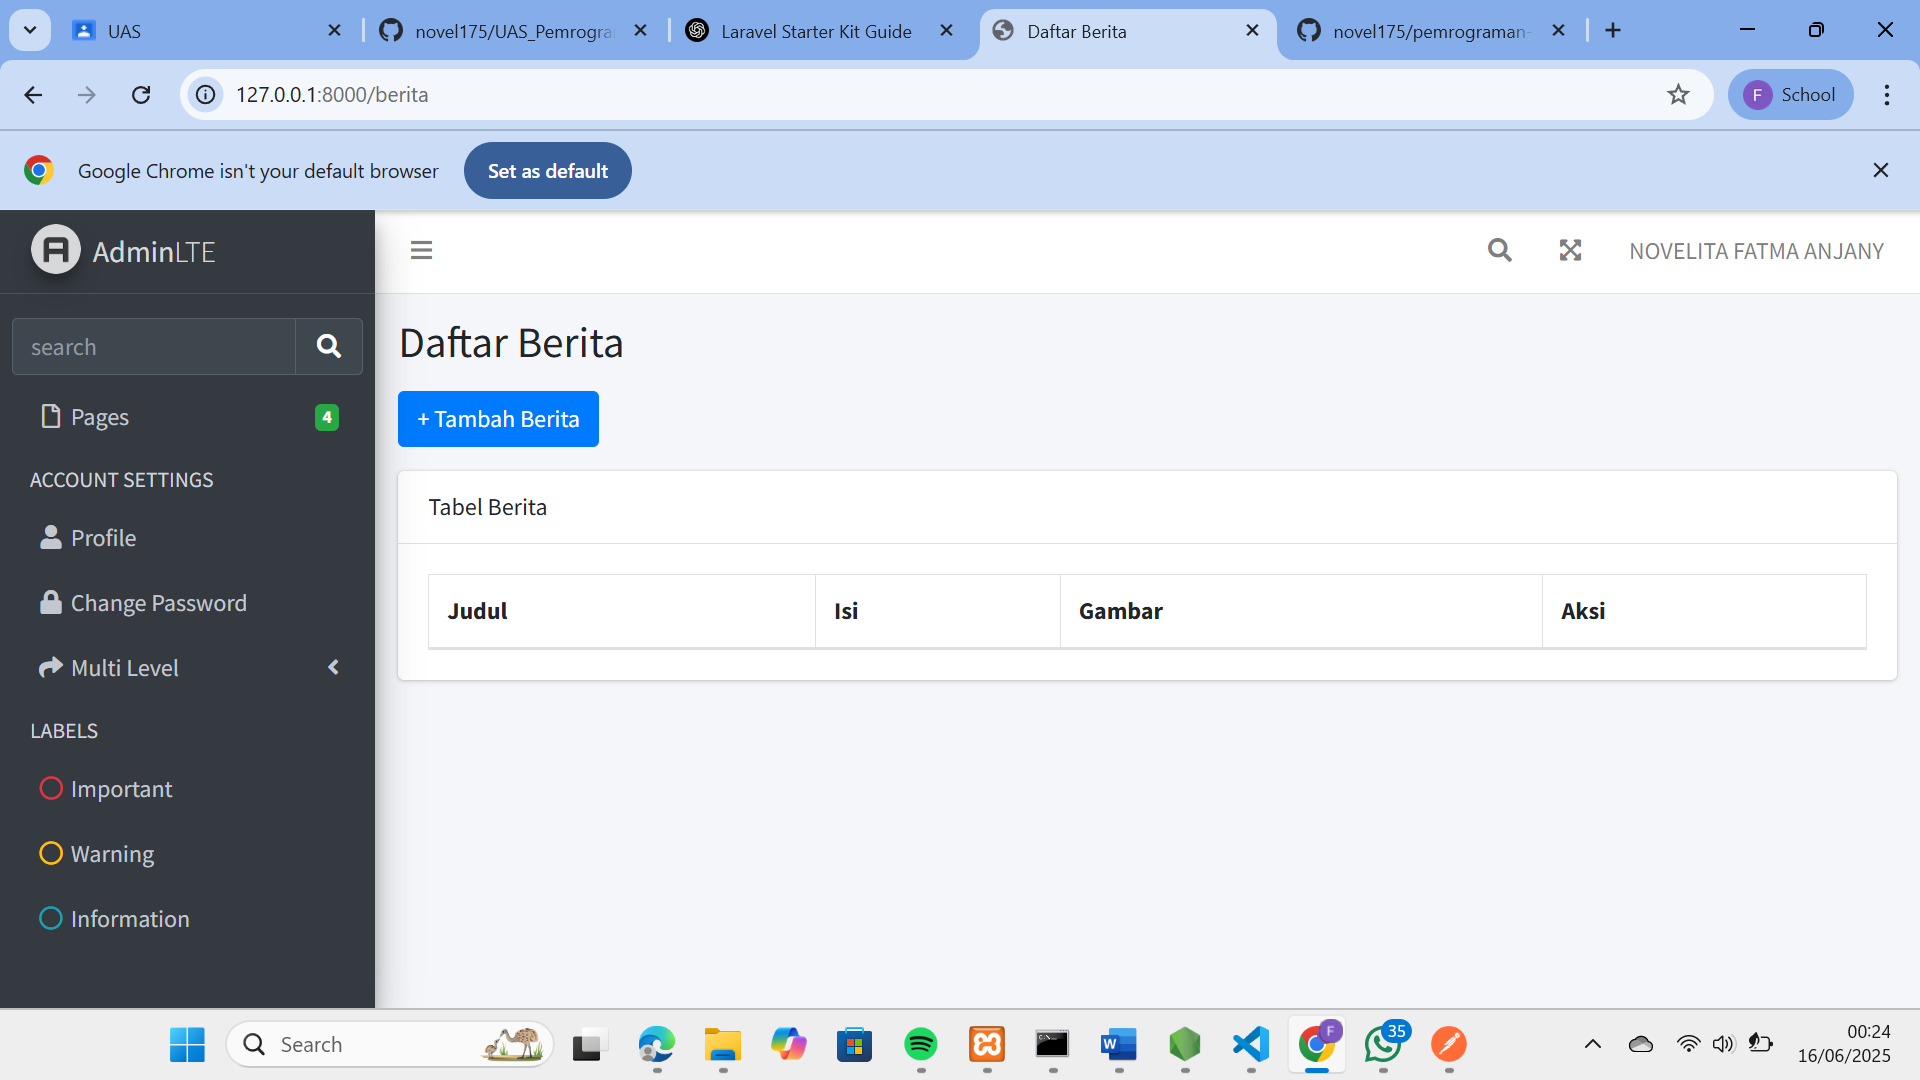 UAS
novel175/UAS_Pemrogra
Laravel Starter Kit Guide
Daftar Berita
novel175/pemrograman-
127.0.0.1:8000/berita
School
F
Google Chrome isn't your default browser
Set as default
AdminLTE
NOVELITA FATMA ANJANY
search
Daftar Berita
+ Tambah Berita
Pages
4
ACCOUNT SETTINGS
Profile
Change Password
Multi Level
LABELS
Important
Warning
Information
Tabel Berita
Judul
Isi
Gambar
Aksi
Search
F
35
00:24
16/06/2025